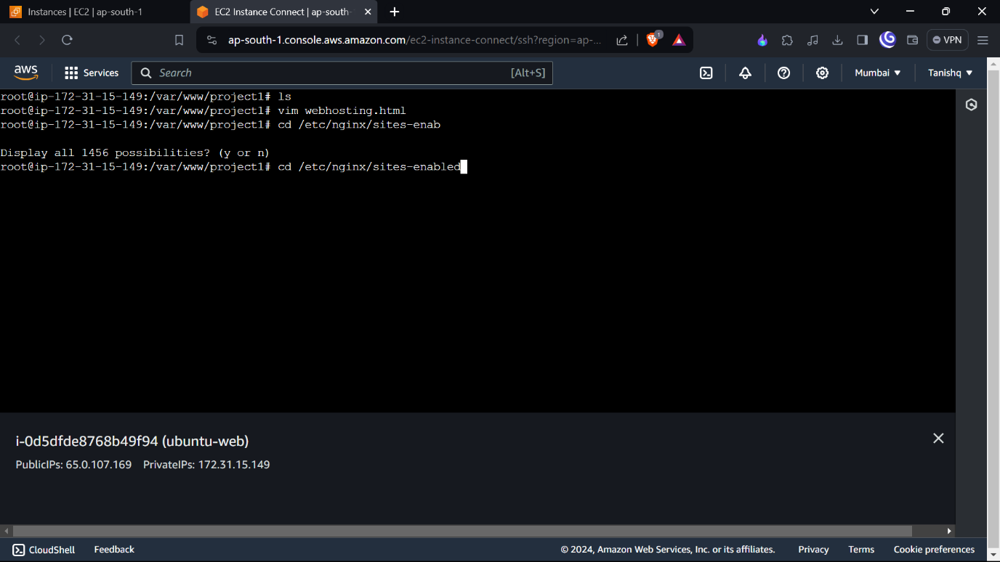 Instances | EC2 | ap-south-1
EC2 Instance Connect | ap-south-
ap-south-1.console.aws.amazon.com/ec2-instance-connect/ssh?region=ap-...
1
VPN
aws
Services
Search
[Alt+S]
Mumbai
Tanishq
root@ip-172-31-15-149:/var/www/project1# ls
root@ip-172-31-15-149:/var/www/project1# vim webhosting.html
root@ip-172-31-15-149:/var/www/project1# cd /etc/nginx/sites-enab
Display all 1456 possibilities? (y or n)
root@ip-172-31-15-149:/var/www/project1# cd /etc/nginx/sites-enabled
i-0d5dfde8768b49f94 (ubuntu-web)
PublicIPs: 65.0.107.169 PrivateIPs: 172.31.15.149
CloudShell
Feedback
© 2024, Amazon Web Services, Inc. or its affiliates.
Privacy
Terms
Cookie preferences